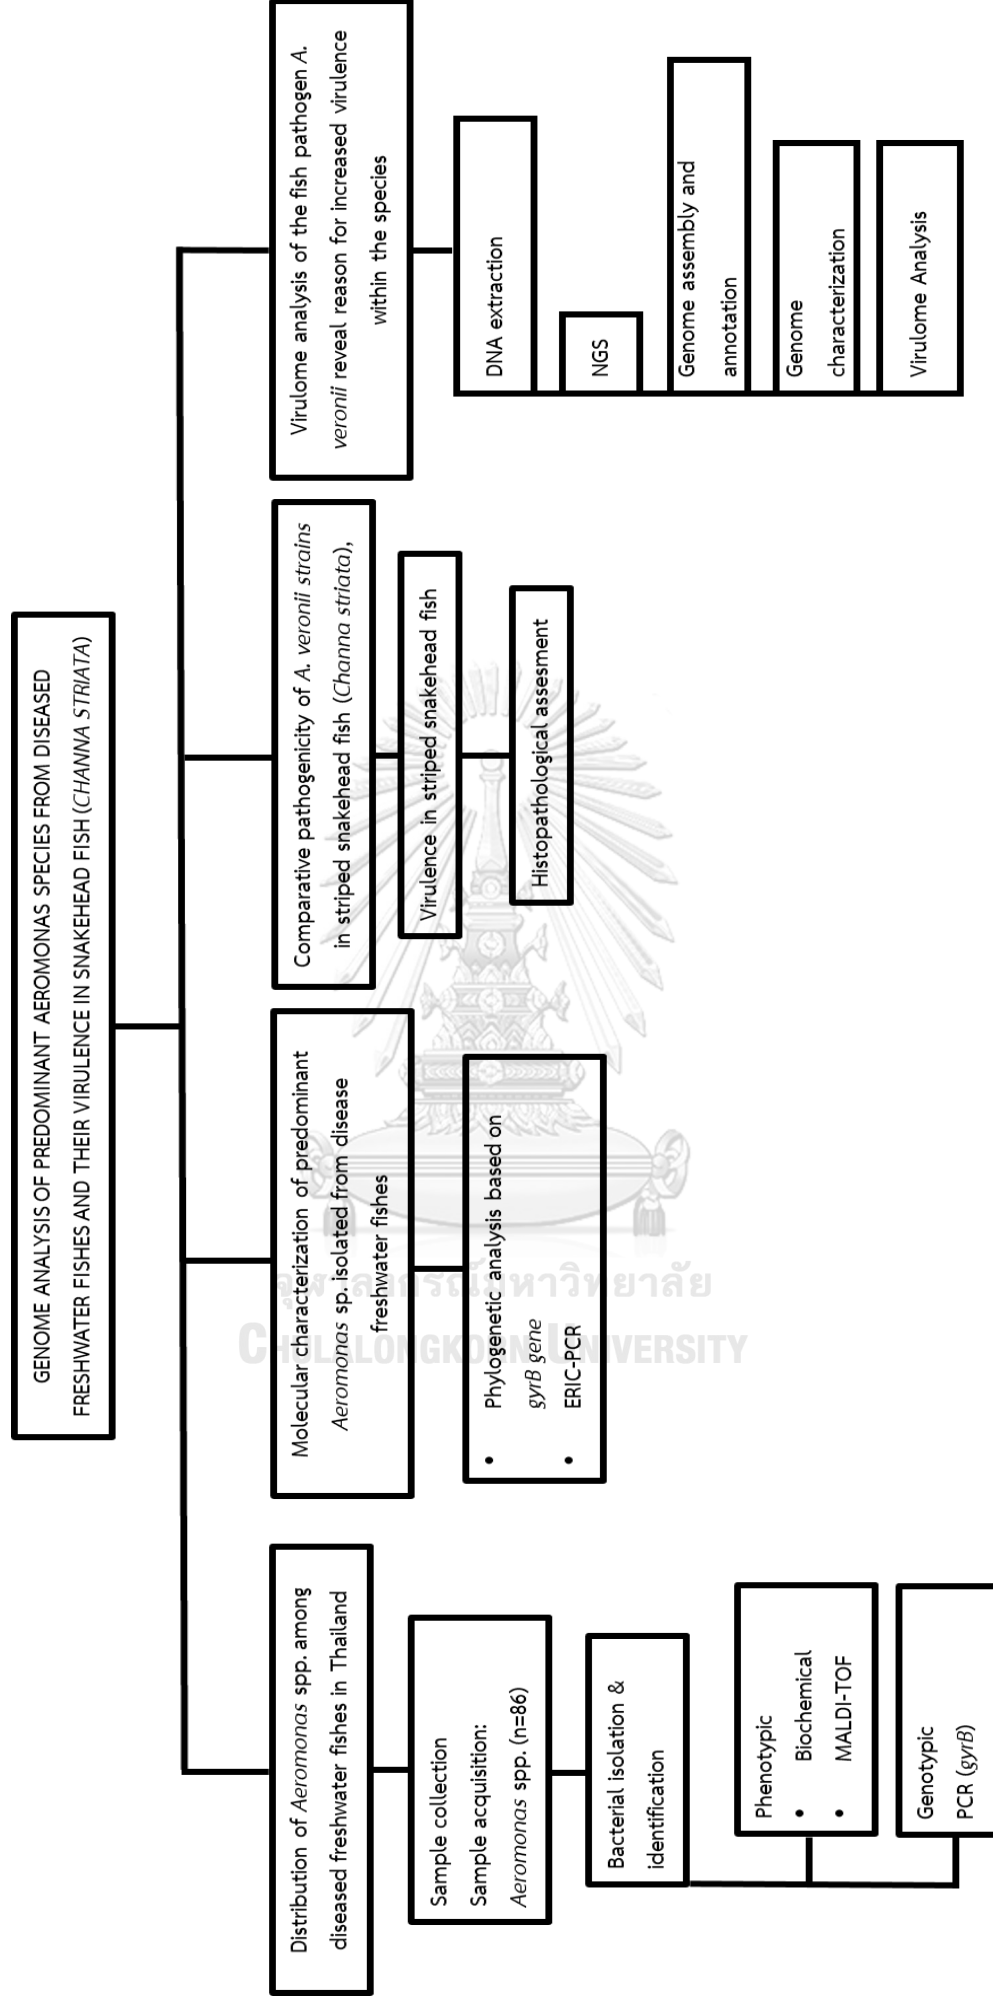 GENOME ANALYSIS OF PREDOMINANT AEROMONAS SPECIES FROM DISEASED
FRESHWATER FISHES AND THEIR VIRULENCE IN SNAKEHEAD FISH (CHANNA STRIATA)
Distribution of Aeromonas spp. among
diseased freshwater fishes in Thailand
Sample collection
Sample acquisition:
Aeromonas spp. (n=86)
Bacterial isolation &
identification
Phenotypic
• Biochemical
• MALDI-TOF
Genotypic
PCR (gyrB)
Molecular characterization of predominant
Aeromonas sp. isolated from disease
freshwater fishes
• Phylogenetic analysis based on
gyrB gene
• ERIC-PCR
Comparative pathogenicity of A. veronii strains
in striped snakehead fish (Channa striata),
Virulence in striped snakehead fish
Histopathological assesment
Virulome analysis of the fish pathogen A.
veronii reveal reason for increased virulence
within the species
DNA extraction
NGS
Genome assembly and
annotation
Genome
characterization
Virulome Analysis
จุฬาลงกรณ์มหาวิทยาลัย
CHULALONGKORN UNIVERSITY